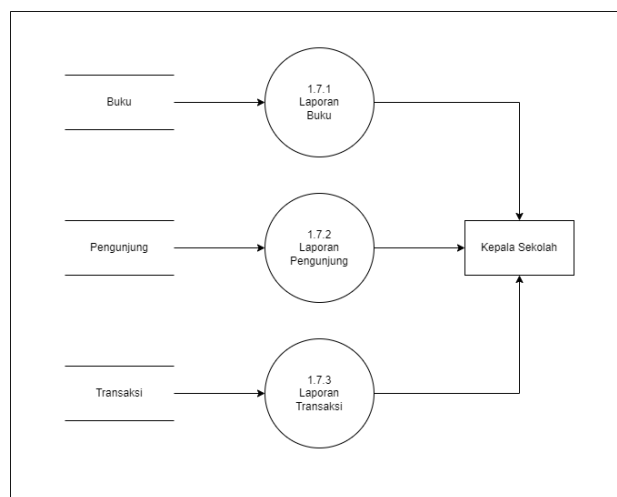 Buku
1.7.1
Laporan
Buku
Pengunjung
1.7.2
Laporan
Pengunjung
Kepala Sekolah
Transaksi
1.7.3
Laporan
Transaksi